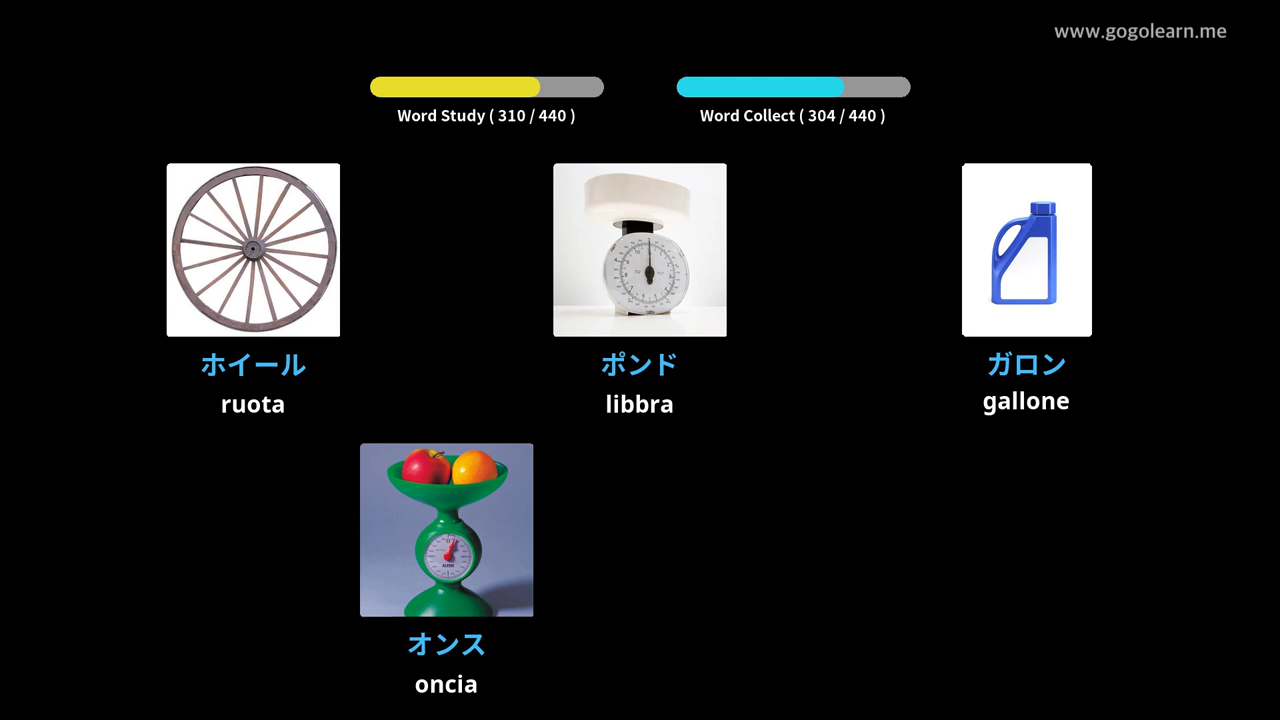 www.gogolearn.me
Word Study ( 310 / 440 )
Word Collect ( 304 / 440 )
ホイール
ruota
ポンド
libbra
ガロン
gallone
オンス
oncia